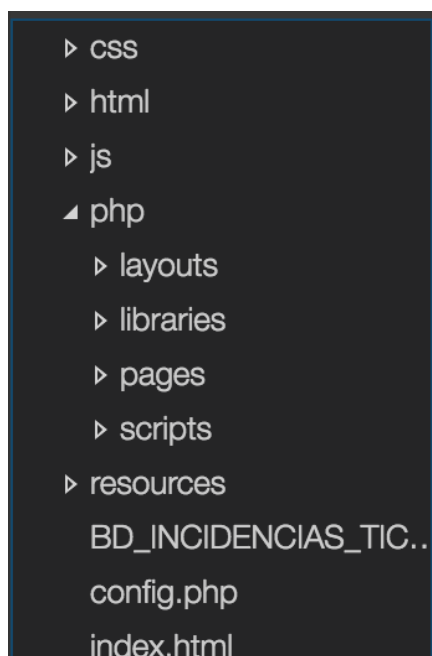 css
html
js
php
layouts
libraries
pages
scripts
resources
BD_INCIDENCIAS_TIC..
config.php
index.html